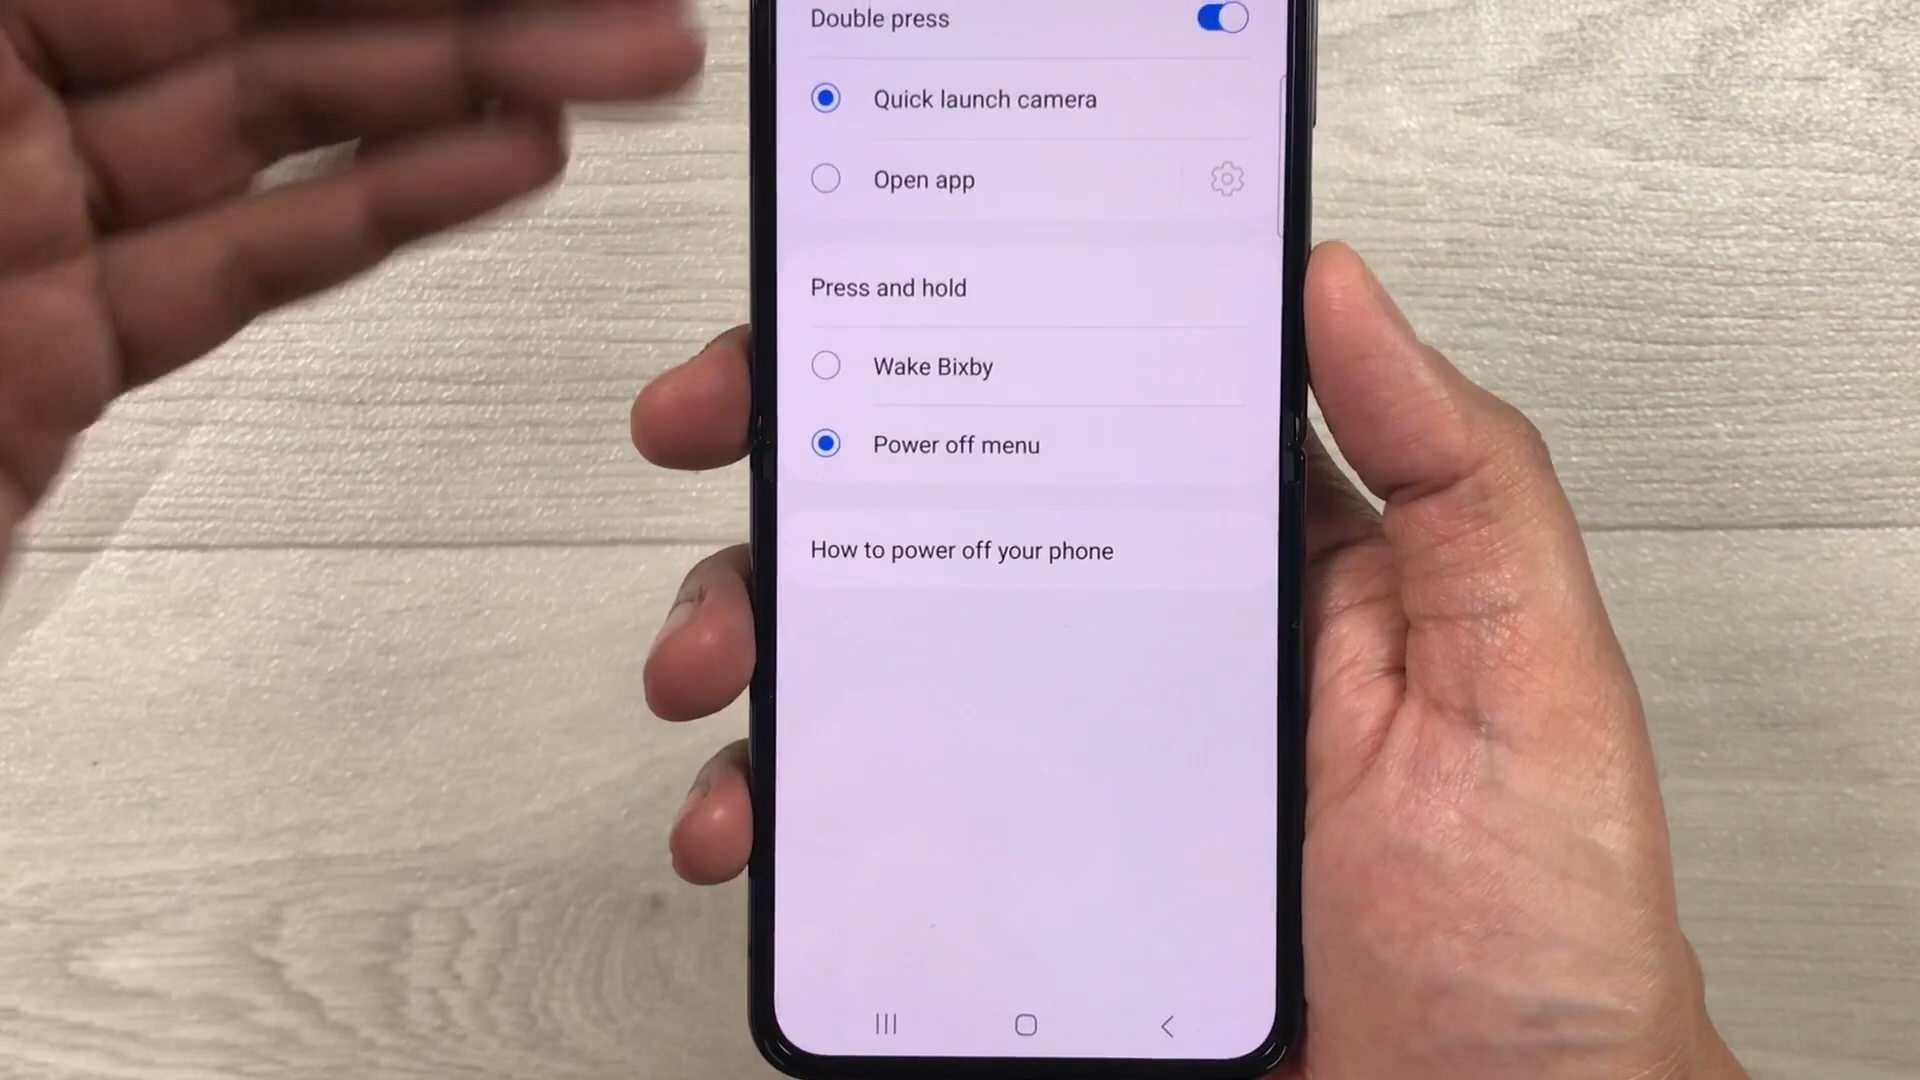 Double press
Quick launch camera
Open app
Press and hold
Wake Bixby
Power off menu
How to power off your phone